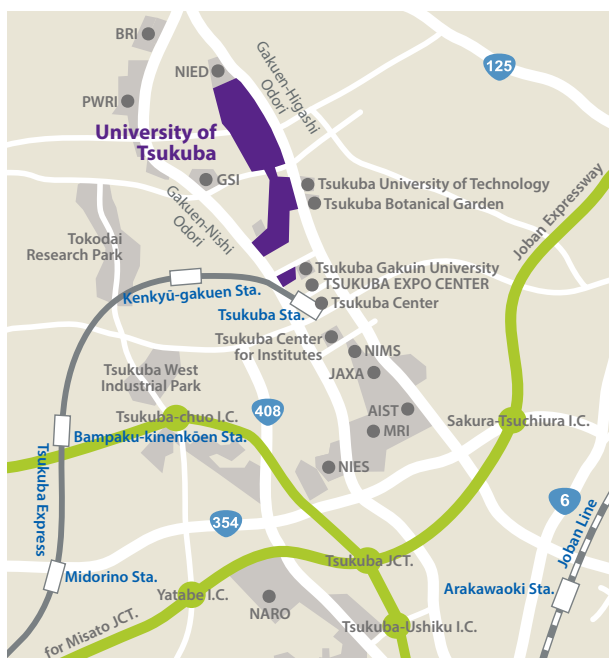 BRI
NIED
Gakuen-Higashi
Odori
125
PWRI
University of
Tsukuba
GSI
Tsukuba University of Technology
Tsukuba Botanical Garden
Gakuen-Nishi
Odori
Joban Expressway
Tokodai
Research Park
Tsukuba Gakuin University
TSUKUBA EXPO CENTER
Kenkyū-gakuen Sta.
Tsukuba Center
Tsukuba Sta.
Tsukuba Center
for Institutes
NIMS
JAXA
Tsukuba West
Industrial Park
408
AIST
Tsukuba-chuo I.C.
Sakura-Tsuchiura I.C.
MRI
Bampaku-kinenkōen Sta.
Tsukuba Express
NIES
6
354
Joban Line
Tsukuba JCT.
Midorino Sta.
Arakawaoki Sta.
Yatabe I.C.
NARO
Tsukuba-Ushiku I.C.
for Misato JCT.